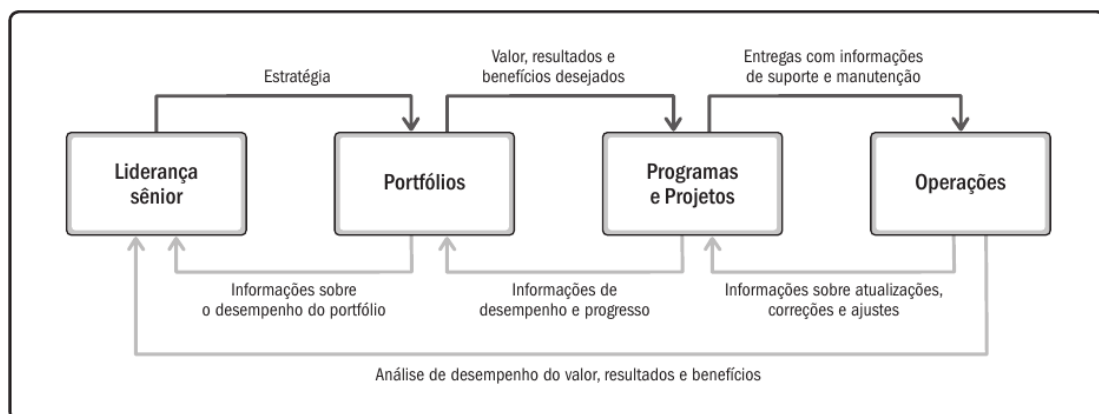 Estratégia
Valor, resultados e
benefícios desejados
Entregas com informações
de suporte e manutenção
Liderança
sênior
Portfólios
Programas
e Projetos
Operações
Informações sobre
o desempenho do portfólio
Informações de
desempenho e progresso
Informações sobre atualizações,
correções e ajustes
Análise de desempenho do valor, resultados e benefícios